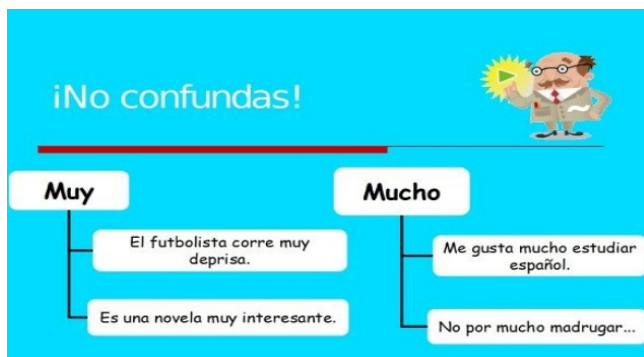 ¡No confundas!
Muy
El futbolista corre muy
deprisa.
Es una novela muy interesante.
Mucho
Me gusta mucho estudiar
español.
No por mucho madrugar...